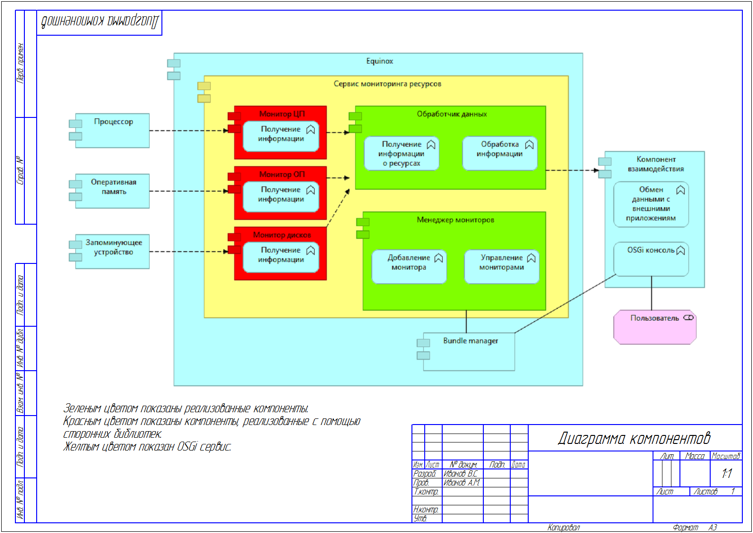 Диаграмма компонентов
Перв. примен.
Справ. №
Подп. и дата
Инв. № дубл.
Взам. инв. №
Подп. и дата
Инв. № подл.
Equinox
Сервис мониторинга ресурсов
Процессор
Оперативная
память
Запоминующее
устройство
Монитор ЦП
Получение
информации
Монитор ОП
Получение
информации
Монитор дисков
Получение
информации
Обработчик данных
Получение
информации
о ресурсах
Обработка
информации
Менеджер мониторов
Добавление
монитора
Управление
мониторами
Bundle manager
Компонент
взаимодействия
Обмен
данными с
внешними
приложениям
OSGi консоль
Пользователь
Зеленым цветом показаны реализованные компоненты.
Красным цветом показаны компоненты, реализованные с помощью
сторонних библиотек.
Желтым цветом показан OSGi сервис.
Диаграмма компонентов
Изм. Лист № докум. Подп. Дата
Разраб. Иванов В.С.
Пров. Иванов А.М.
Т.контр.
Н.контр.
Утв.
Лит. Масса Масштаб
1:1
Лист Листов 1
Копировал Формат А3